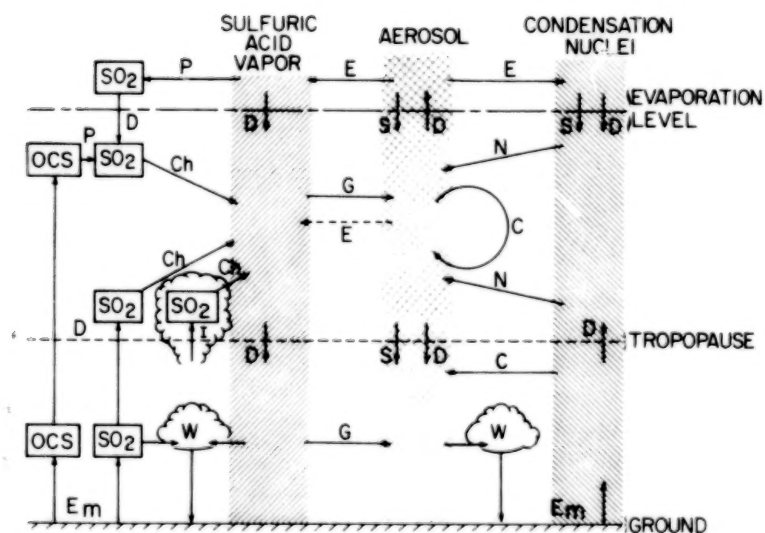 SULFURIC
ACID
VAPOR
AEROSOL
CONDENSATION
NUCLEI
SO2
P
E
E
EVAPORATION
LEVEL
D
D
S
D
S
D
P
OCS
SO2
Ch
N
G
E
C
Ch
Ch
SO2
SO2
N
D
I
D
TROPOPAUSE
D
S
D
C
OCS
SO2
W
G
W
Em
Em
GROUND